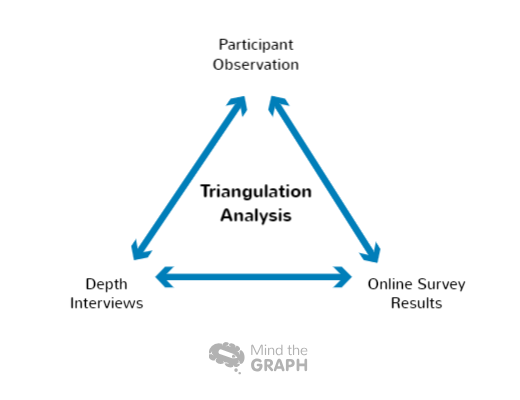 Participant
Observation
Triangulation
Analysis
Depth
Interviews
Online Survey
Results
Mind the
GRAPH